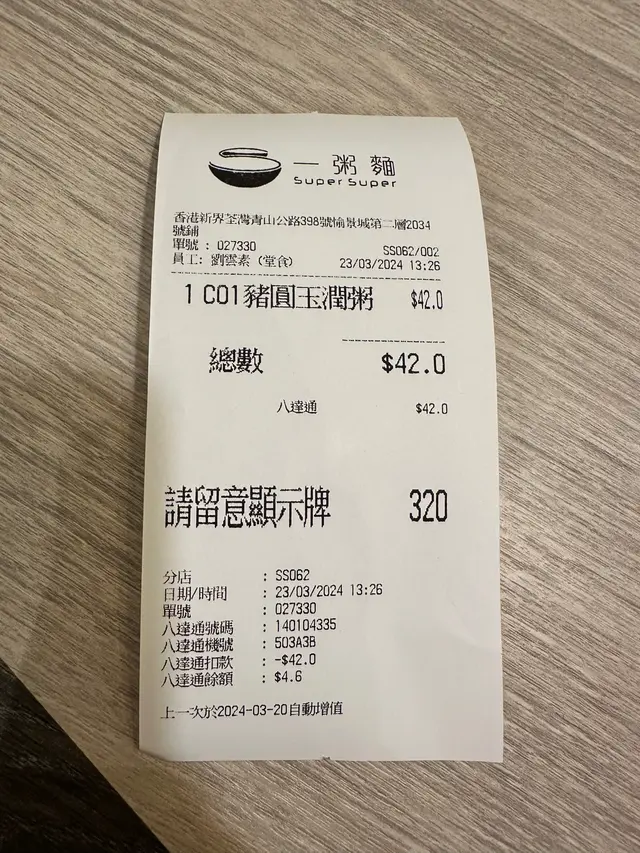 一粥麵
Super Super
香港新界荃灣青山公路398號愉景城第二層2034
號鋪
單號 : 027330 SS062/002
員工: 劉雲素 (堂食) 23/03/2024 13:26
1 C01豬圓玉潤粥 $42.0
總數 $42.0
八達通 $42.0
請留意顯示牌 320
分店 : SS062
日期/時間 : 23/03/2024 13:26
單號 : 027330
八達通號碼 : 140104335
八達通機號 : 503A3B
八達通扣款 : -$42.0
八達通餘額 : $4.6
上一次於2024-03-20自動增值